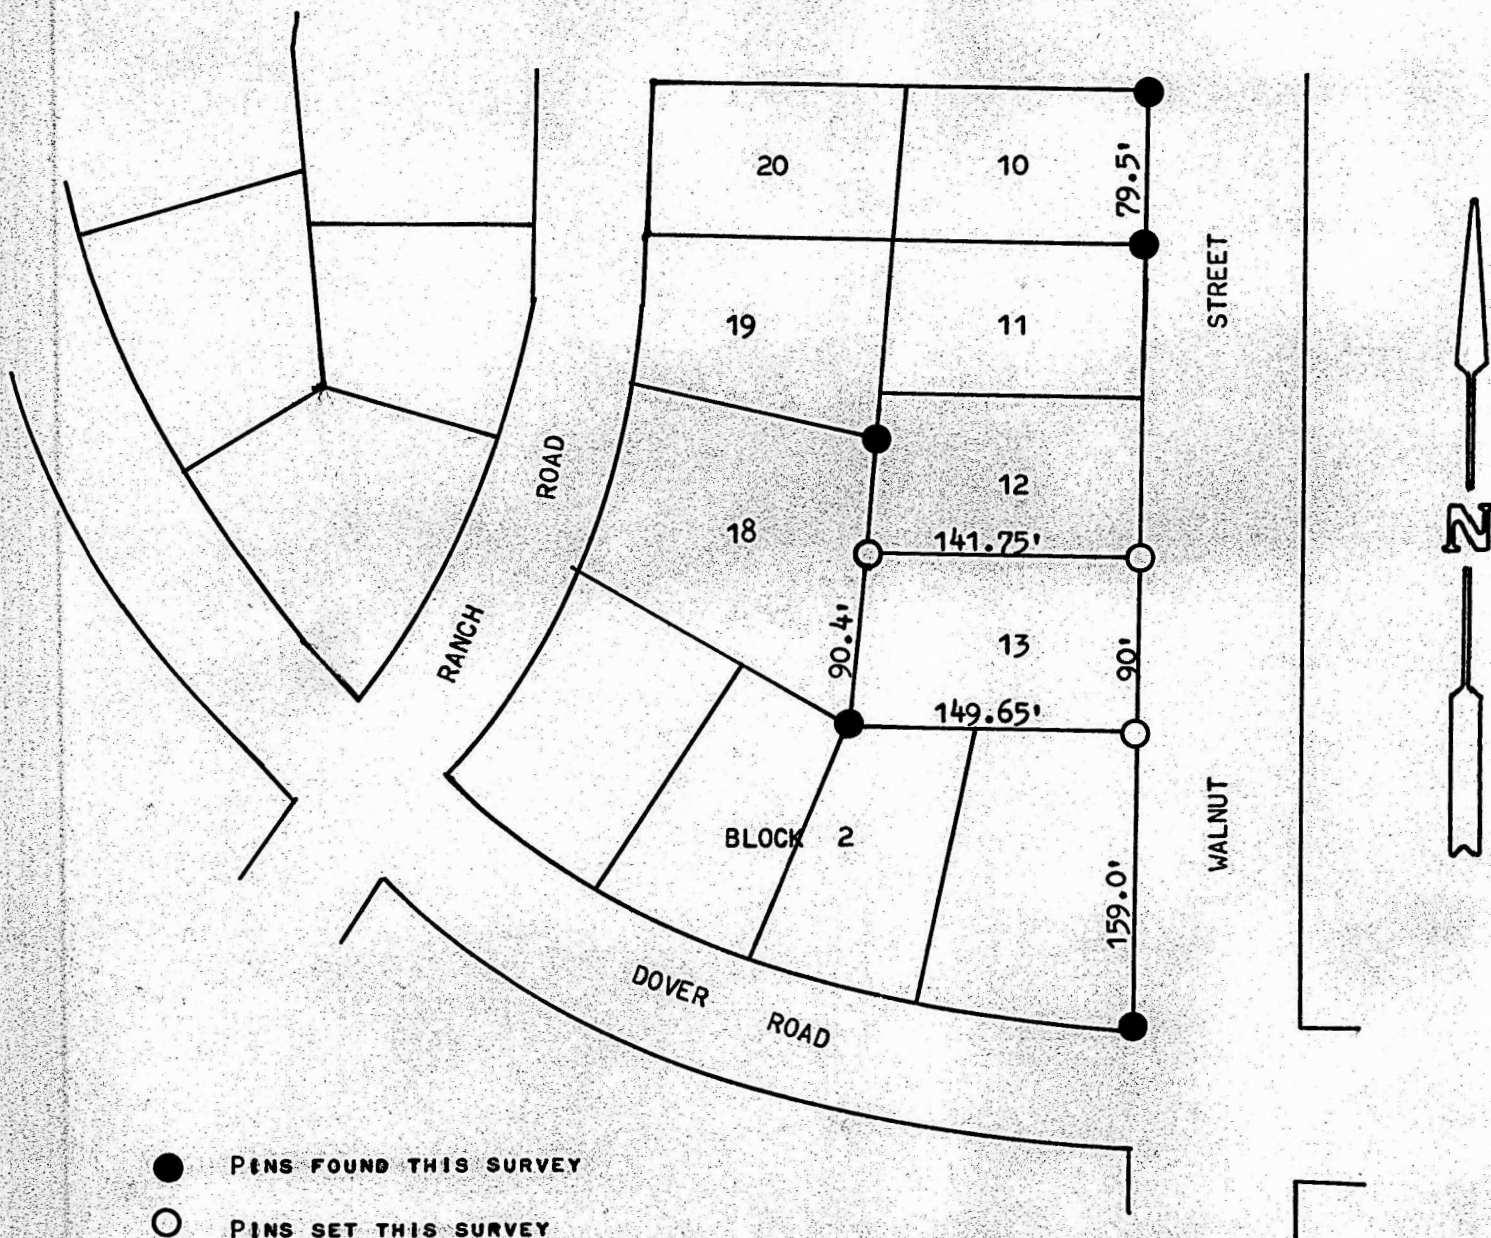 20
10
79.5'
STREET
19
11
ROAD
18
12
141.75'
N
RANCH
90.4'
13
90'
149.65'
BLOCK 2
WALNUT
159.0'
DOVER ROAD
PINS FOUND THIS SURVEY
PINS SET THIS SURVEY